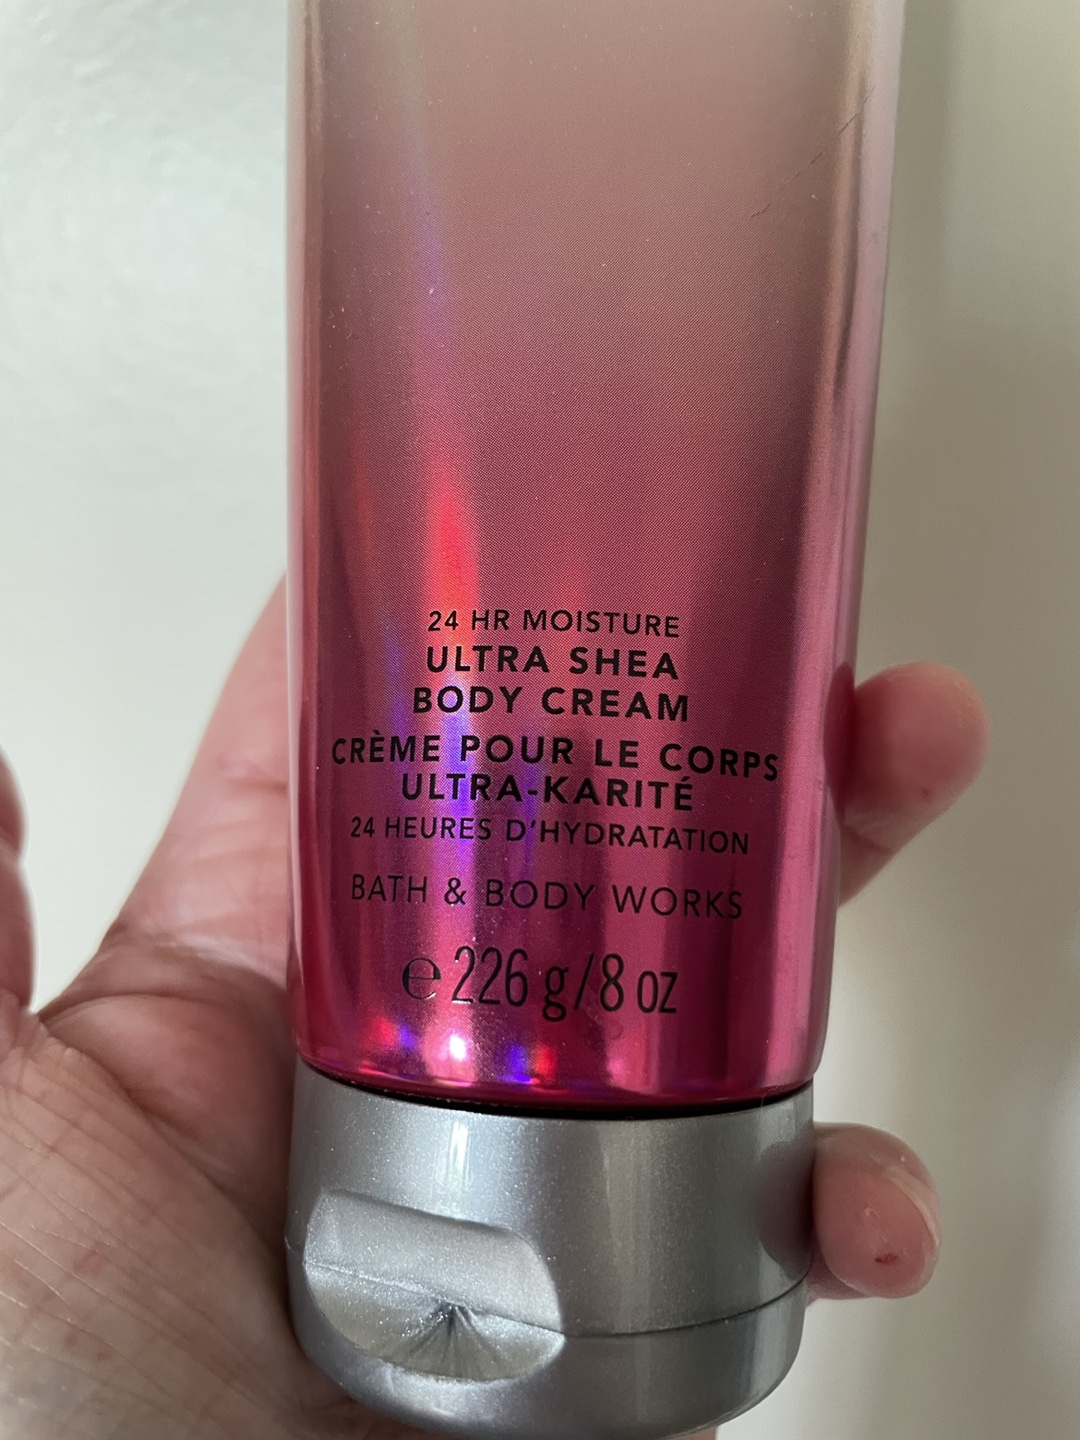 24 HR MOISTURE
ULTRA SHEA
BODY CREAM
CRÈME POUR LE CORPS
ULTRA-KARITÉ
24 HEURES D'HYDRATATION
BATH & BODY WORKS
℮ 226 g/8 oz